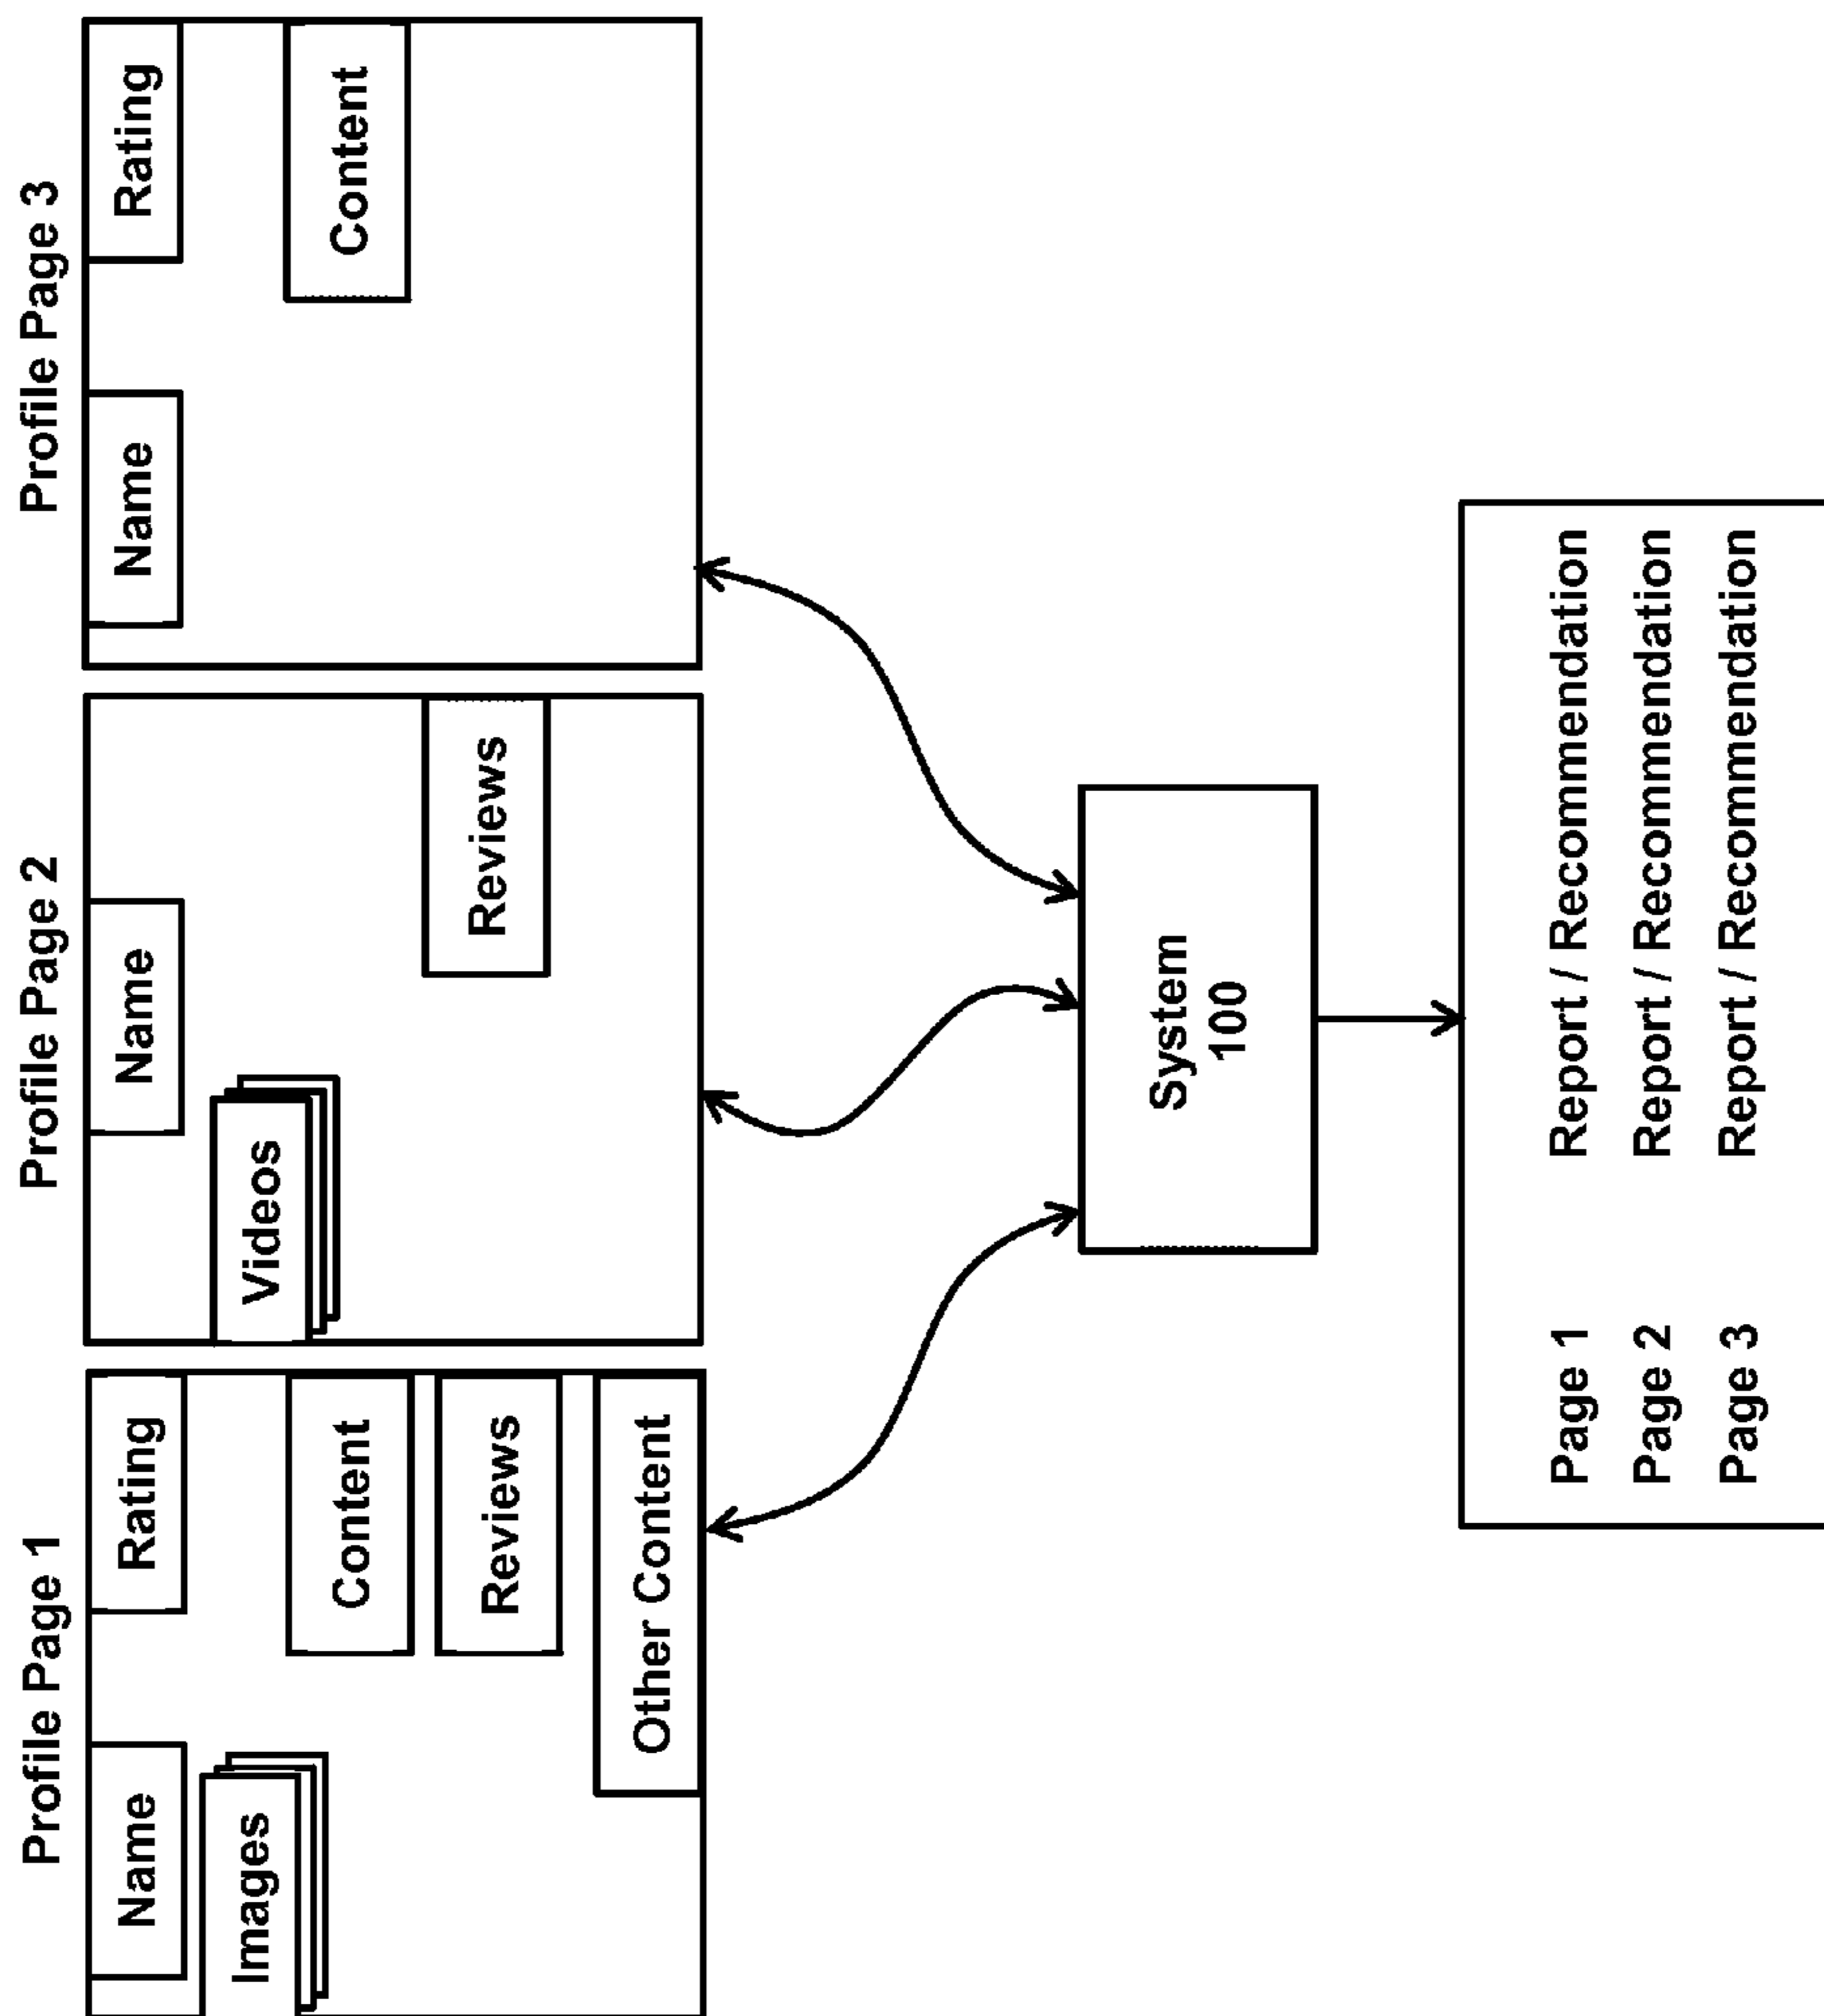 Profile Page 1
Name
Rating
Images
Content
Reviews
Other Content
Profile Page 2
Name
Videos
Reviews
Profile Page 3
Name
Rating
Content
System
100
Page 1 Report / Recommendation
Page 2 Report / Recommendation
Page 3 Report / Recommendation